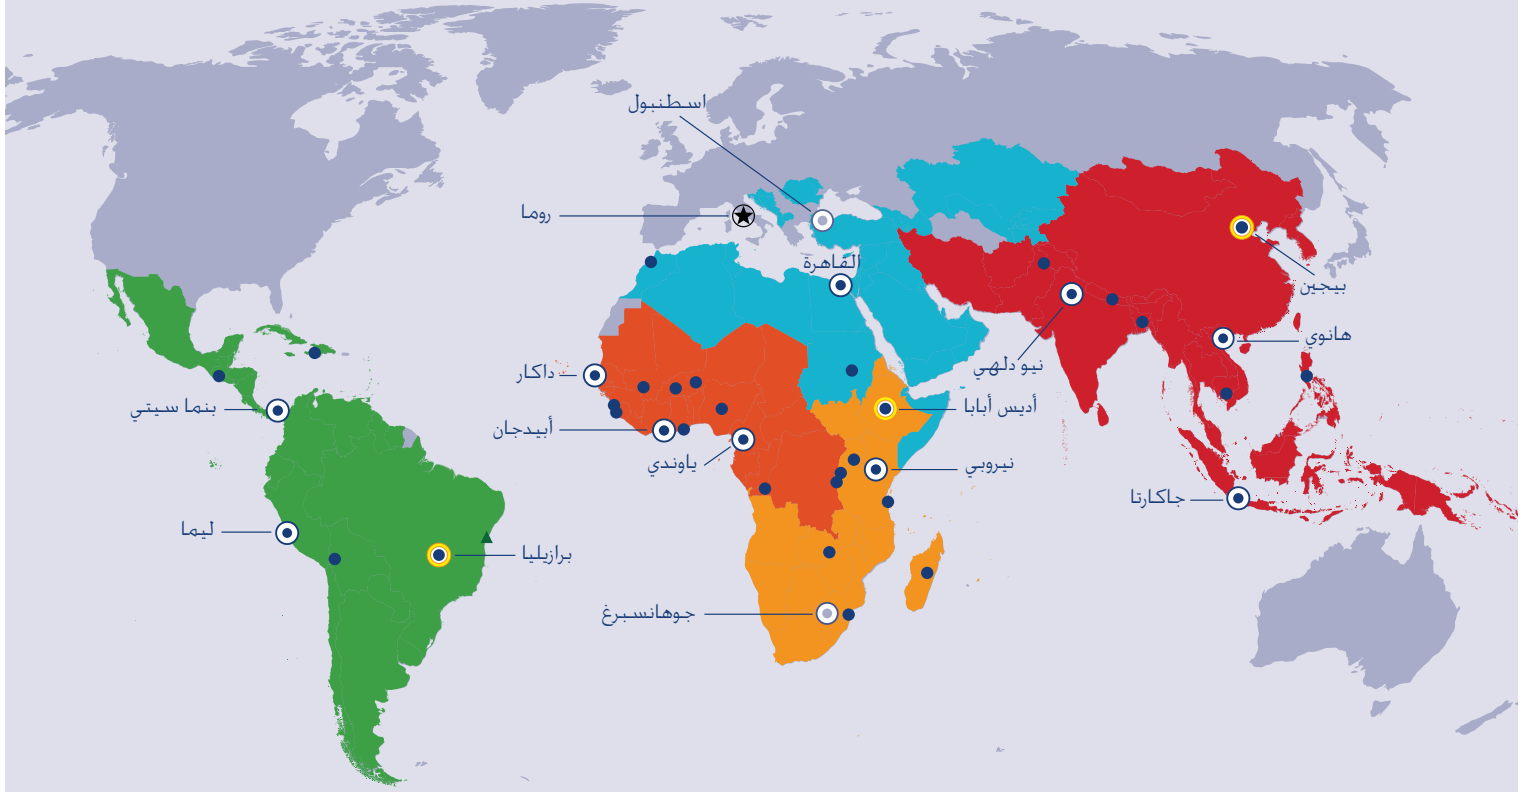 اسطنبول
روما
القاهرة
بيجين
هانوي
نيو دلهي
داكار
أديس أبابا
بنما سيتي
أبيدجان
ياوندي
نيروبي
جاكارتا
ليما
برازيليا
جوهانسبرغ